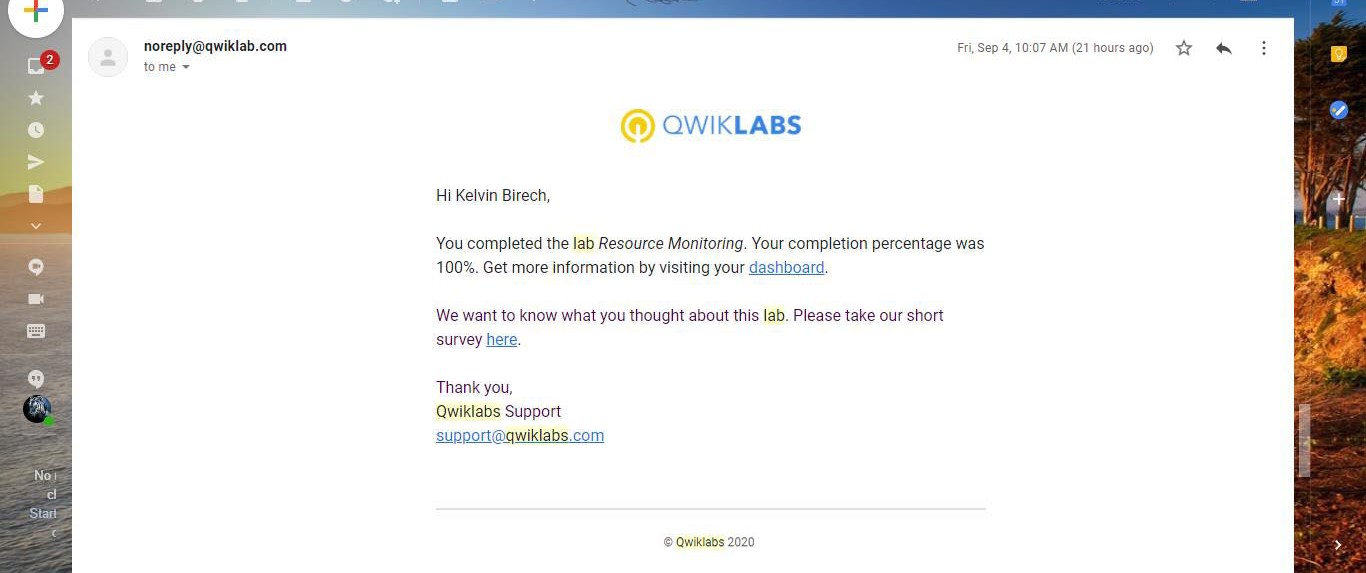 2
noreply@qwiklab.com
Fri, Sep 4, 10:07 AM (21 hours ago)
to me
QWIKLABS
Hi Kelvin Birech,
You completed the lab Resource Monitoring. Your completion percentage was
100%. Get more information by visiting your dashboard.
We want to know what you thought about this lab. Please take our short
survey here.
Thank you,
Qwiklabs Support
support@qwiklabs.com
No
Start
© Qwiklabs 2020